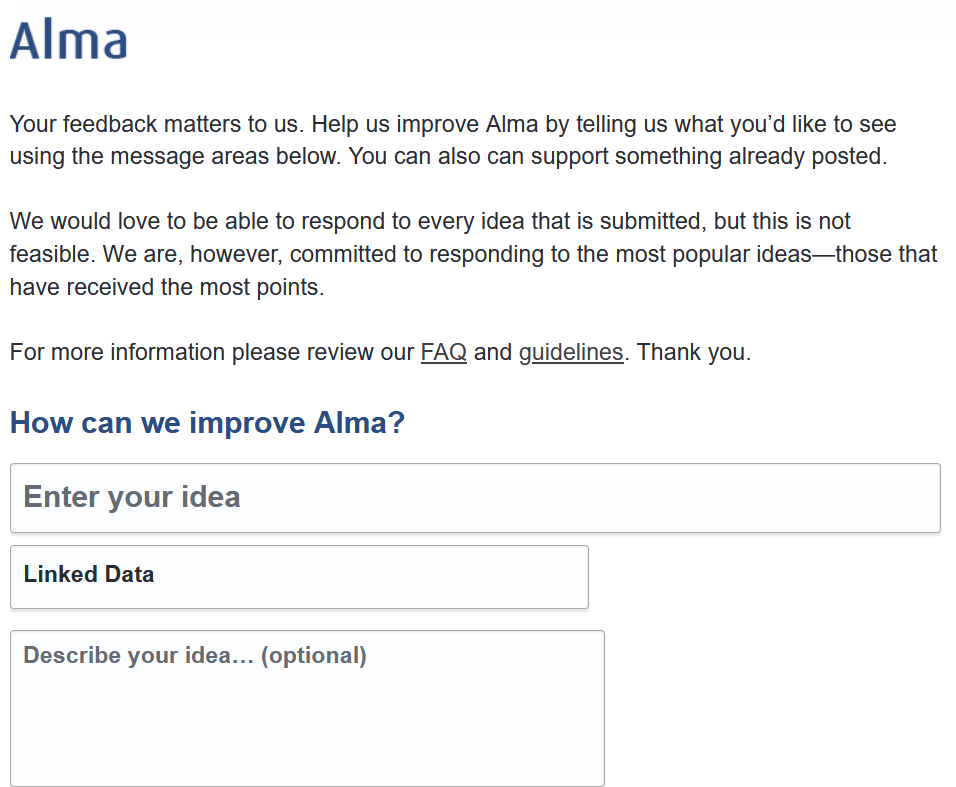 Alma
Your feedback matters to us. Help us improve Alma by telling us what you’d like to see
using the message areas below. You can also can support something already posted.
We would love to be able to respond to every idea that is submitted, but this is not
feasible. We are, however, committed to responding to the most popular ideas—those that
have received the most points.
For more information please review our FAQ and guidelines. Thank you.
How can we improve Alma?
Enter your idea
Linked Data
Describe your idea… (optional)